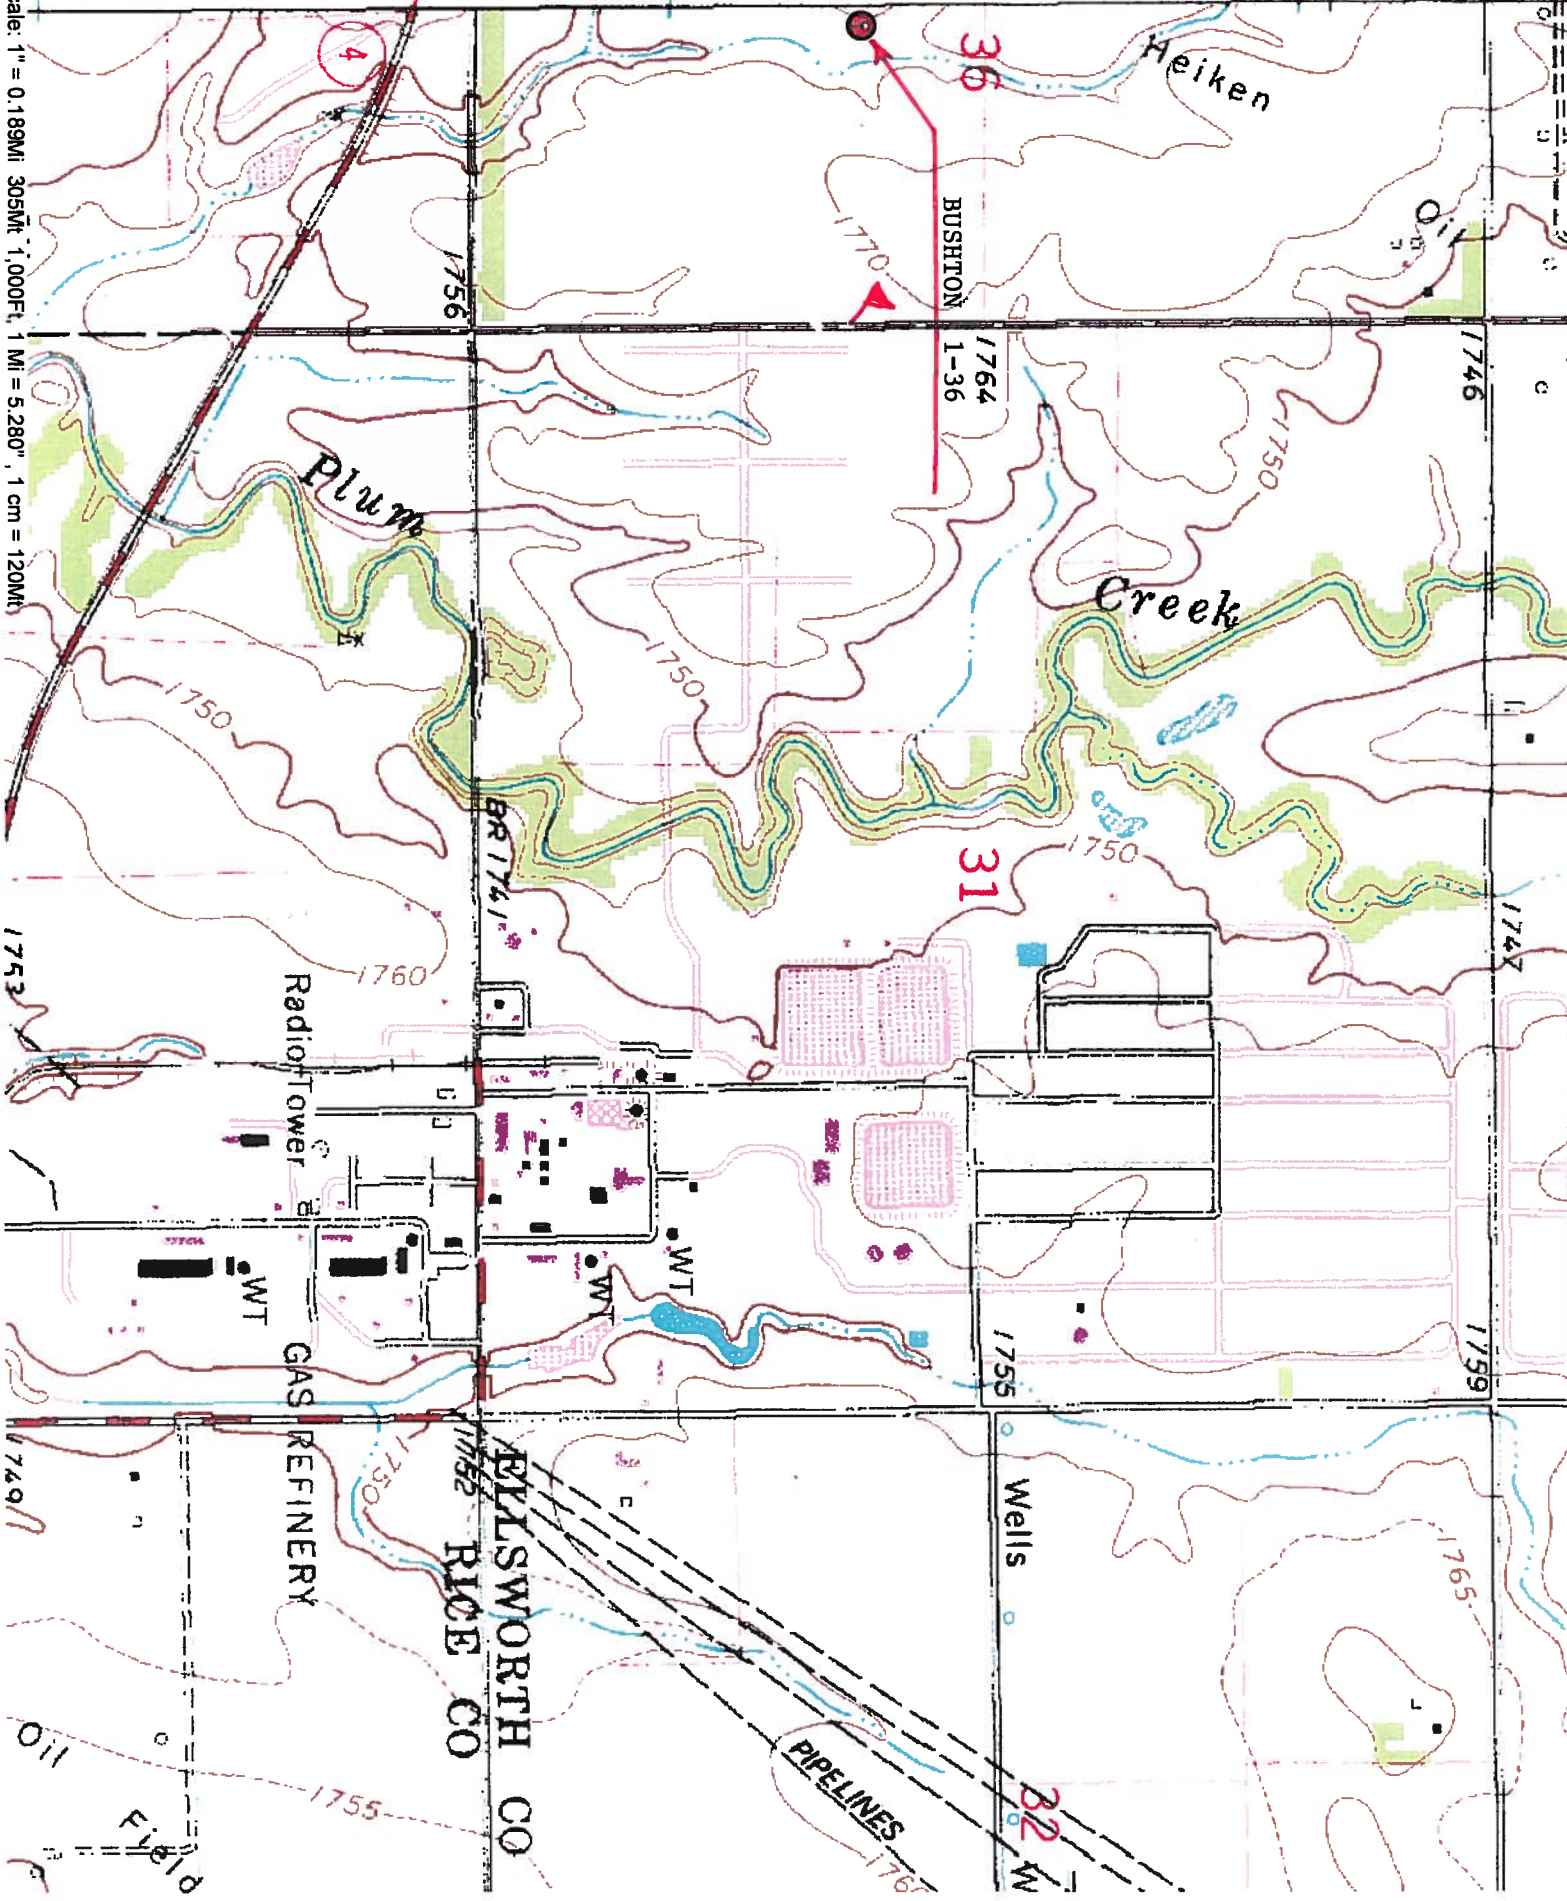 ale: 1" = 0.189Mi 305Mt 1,000Ft, 1 Mi = 5.280", 1 cm = 120Mt
4
36
Heiken
Oil
BUSHTON 1-36
1770
1756
1764
1746
1750
Plum
Creek
1750
1750
BR 1741
31
1750
1747
1760
1753
Radio Tower
WT
WT
WT
GAS REFINERY
1755
1759
1749
1750
1752
ELLSWORTH CO
RICE CO
Wells
1765
PIPELINES
32
W
176
1755
Oil
Field